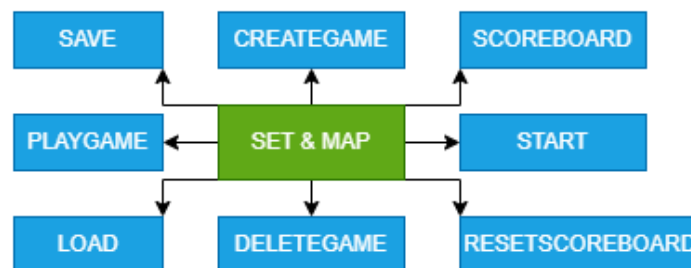 SAVE
CREATEGAME
SCOREBOARD
PLAYGAME
SET & MAP
START
LOAD
DELETEGAME
RESETSCOREBOARD